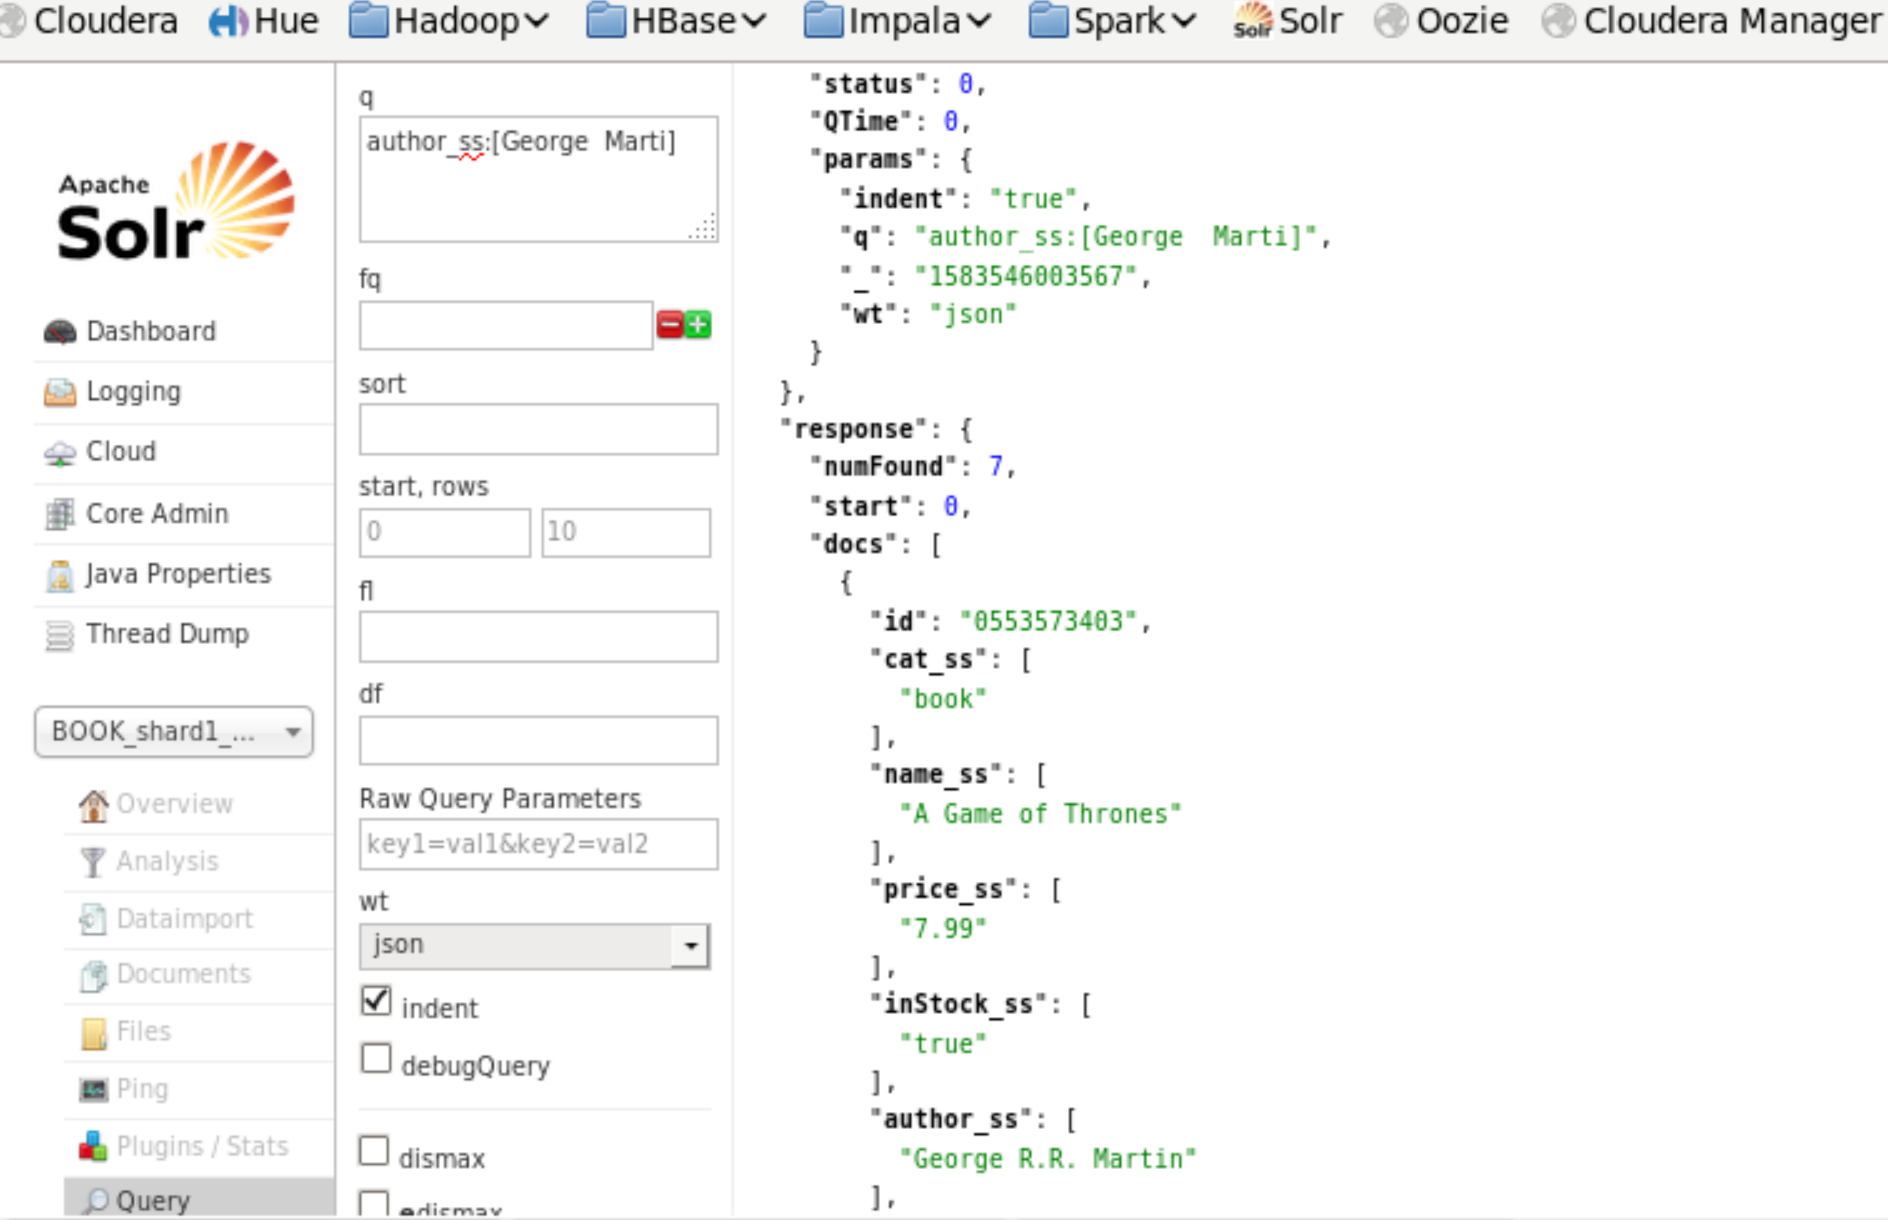 Cloudera Hue Hadoop HBase Impala Spark Solr Oozie Cloudera Manager
Apache
Solr
Dashboard
Logging
Cloud
Core Admin
Java Properties
Thread Dump
BOOK_shard1_...
Overview
Analysis
Dataimport
Documents
Files
Ping
Plugins / Stats
Query
q
author_ss:[George  Marti]
fq
sort
start, rows
0 10
fl
df
Raw Query Parameters
key1=val1&key2=val2
wt
json
indent
debugQuery
dismax
edismax
"status": 0,
"QTime": 0,
"params": {
"indent": "true",
"q": "author_ss:[George  Marti]",
"_": "1583546003567",
"wt": "json"
}
},
"response": {
"numFound": 7,
"start": 0,
"docs": [
{
"id": "0553573403",
"cat_ss": [
"book"
],
"name_ss": [
"A Game of Thrones"
],
"price_ss": [
"7.99"
],
"inStock_ss": [
"true"
],
"author_ss": [
"George R.R. Martin"
],